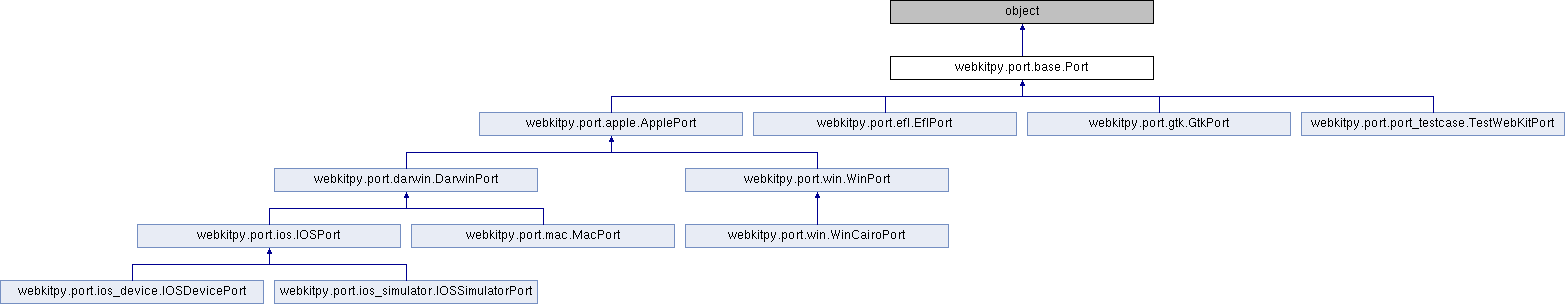 object
webkitpy.port.base.Port
webkitpy.port.apple.ApplePort
webkitpy.port.efl.EflPort
webkitpy.port.gtk.GtkPort
webkitpy.port.port_testcase.TestWebKitPort
webkitpy.port.darwin.DarwinPort
webkitpy.port.win.WinPort
webkitpy.port.ios.IOSPort
webkitpy.port.mac.MacPort
webkitpy.port.win.WinCairoPort
webkitpy.port.ios_device.IOSDevicePort
webkitpy.port.ios_simulator.IOSSimulatorPort